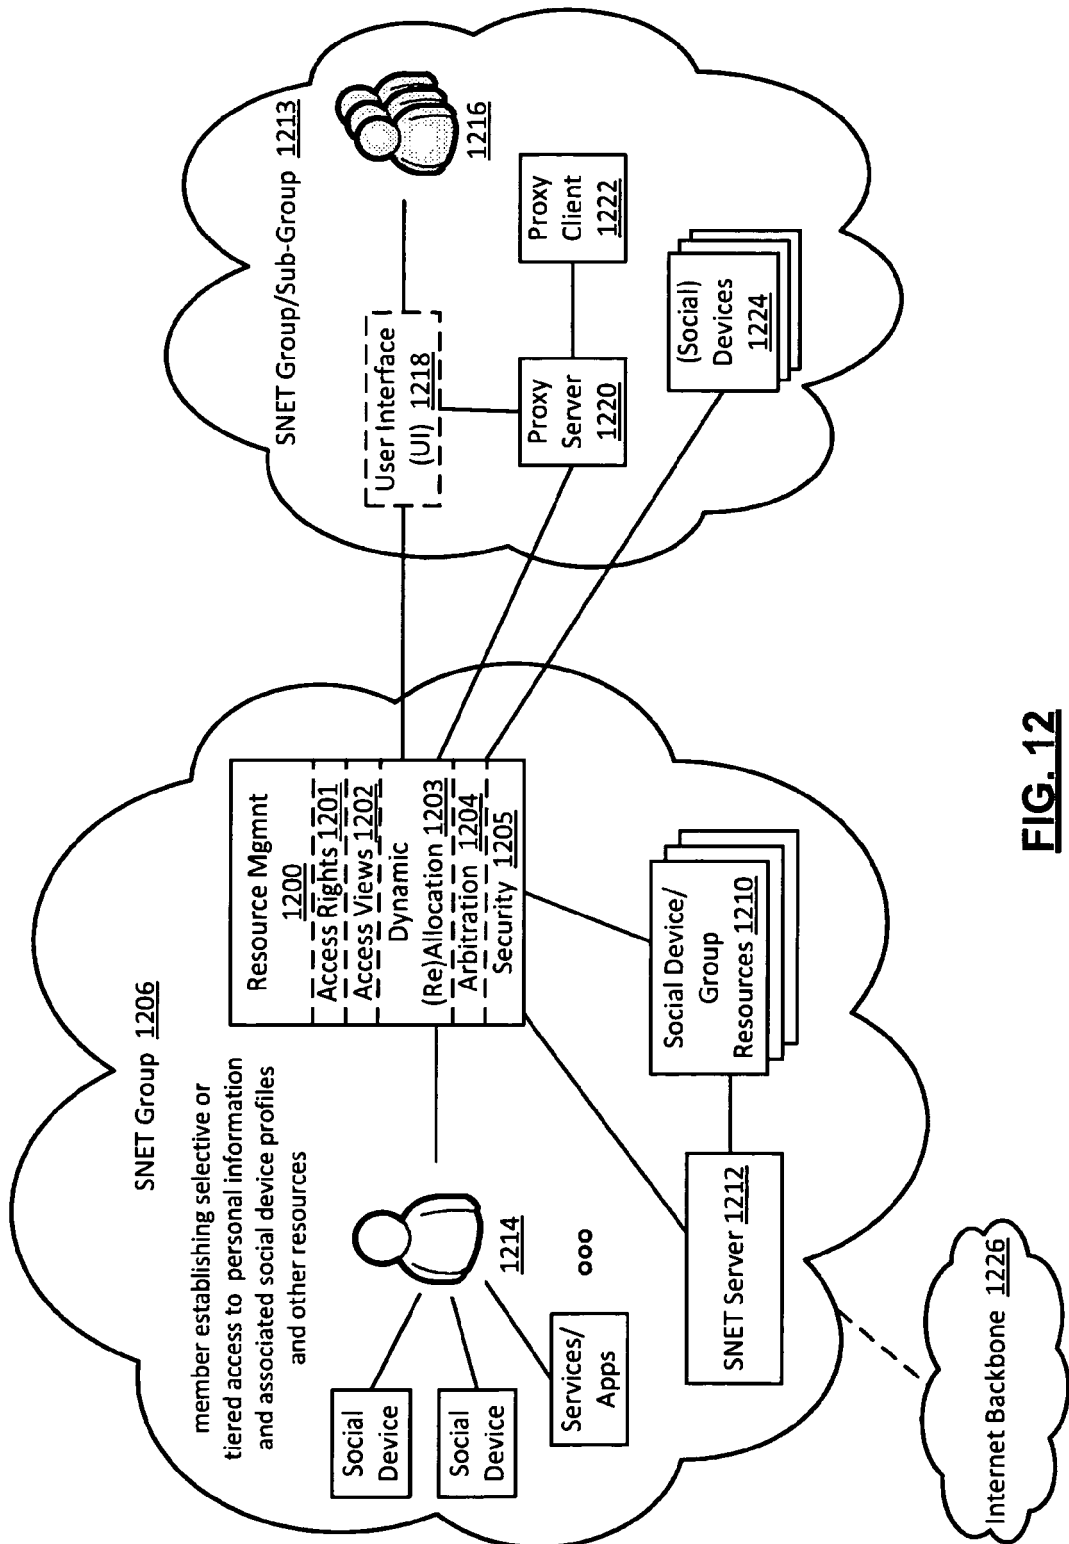 SNET Group 1206
member establishing selective or
tiered access to personal information
and associated social device profiles
and other resources
Social
Device
Social
Device
Services/
Apps
1214
ooo
Resource Mgmnt
1200
Access Rights 1201
Access Views 1202
Dynamic
(Re)Allocation 1203
Arbitration 1204
Security 1205
SNET Server 1212
Social Device/
Group
Resources 1210
Internet Backbone 1226
SNET Group/Sub-Group 1213
1216
User Interface
(UI) 1218
Proxy
Server
1220
Proxy
Client
1222
(Social)
Devices
1224
FIG. 12